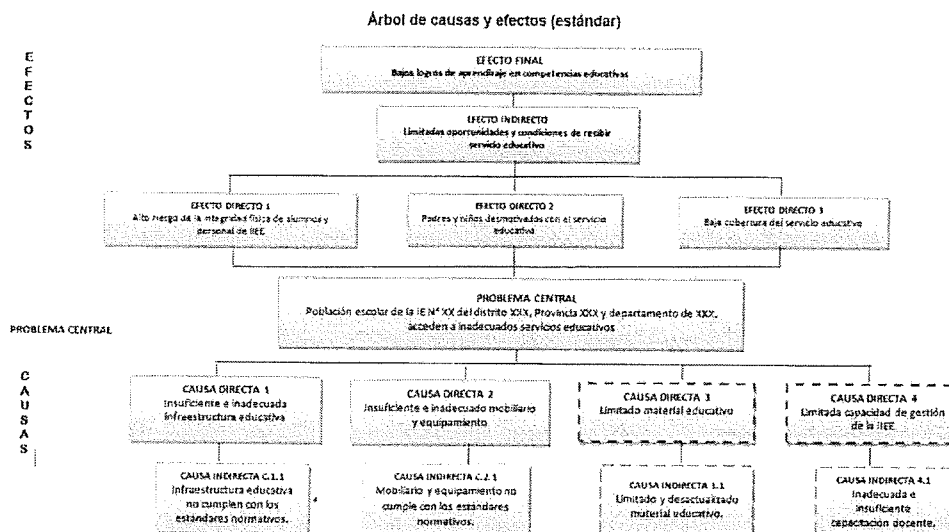 Árbol de causas y efectos (estándar)
EFECTOS
EFECTO FINAL
Bajos logros de aprendizaje en competencias educativas
EFECTO INDIRECTO
Limitadas oportunidades y condiciones de recibir
servicio educativo
EFECTO DIRECTO 1
Alto riesgo de la integridad física de alumnos y
personal de IIEE
EFECTO DIRECTO 2
Padres y niños desmotivados con el servicio
educativo
EFECTO DIRECTO 3
Baja cobertura del servicio educativo
PROBLEMA CENTRAL
PROBLEMA CENTRAL
Población escolar de la IE N° XX del distrito XXX, Provincia XXX y departamento de XXX,
acceden a inadecuados servicios educativos
CAUSAS
CAUSA DIRECTA 1
Insuficiente e inadecuada
infraestructura educativa
CAUSA DIRECTA 2
Insuficiente e inadecuado mobiliario
y equipamiento
CAUSA DIRECTA 3
Limitado material educativo
CAUSA DIRECTA 4
Limitada capacidad de gestión
de la IIEE
CAUSA INDIRECTA C.1.1
Infraestructura educativa
no cumplen con los
estándares normativos.
CAUSA INDIRECTA C.2.1
Mobiliario y equipamiento no
cumple con los estándares
normativos.
CAUSA INDIRECTA 3.1
Limitado y desactualizado
material educativo.
CAUSA INDIRECTA 4.1
Inadecuada e
insuficiente
capacitación docente.